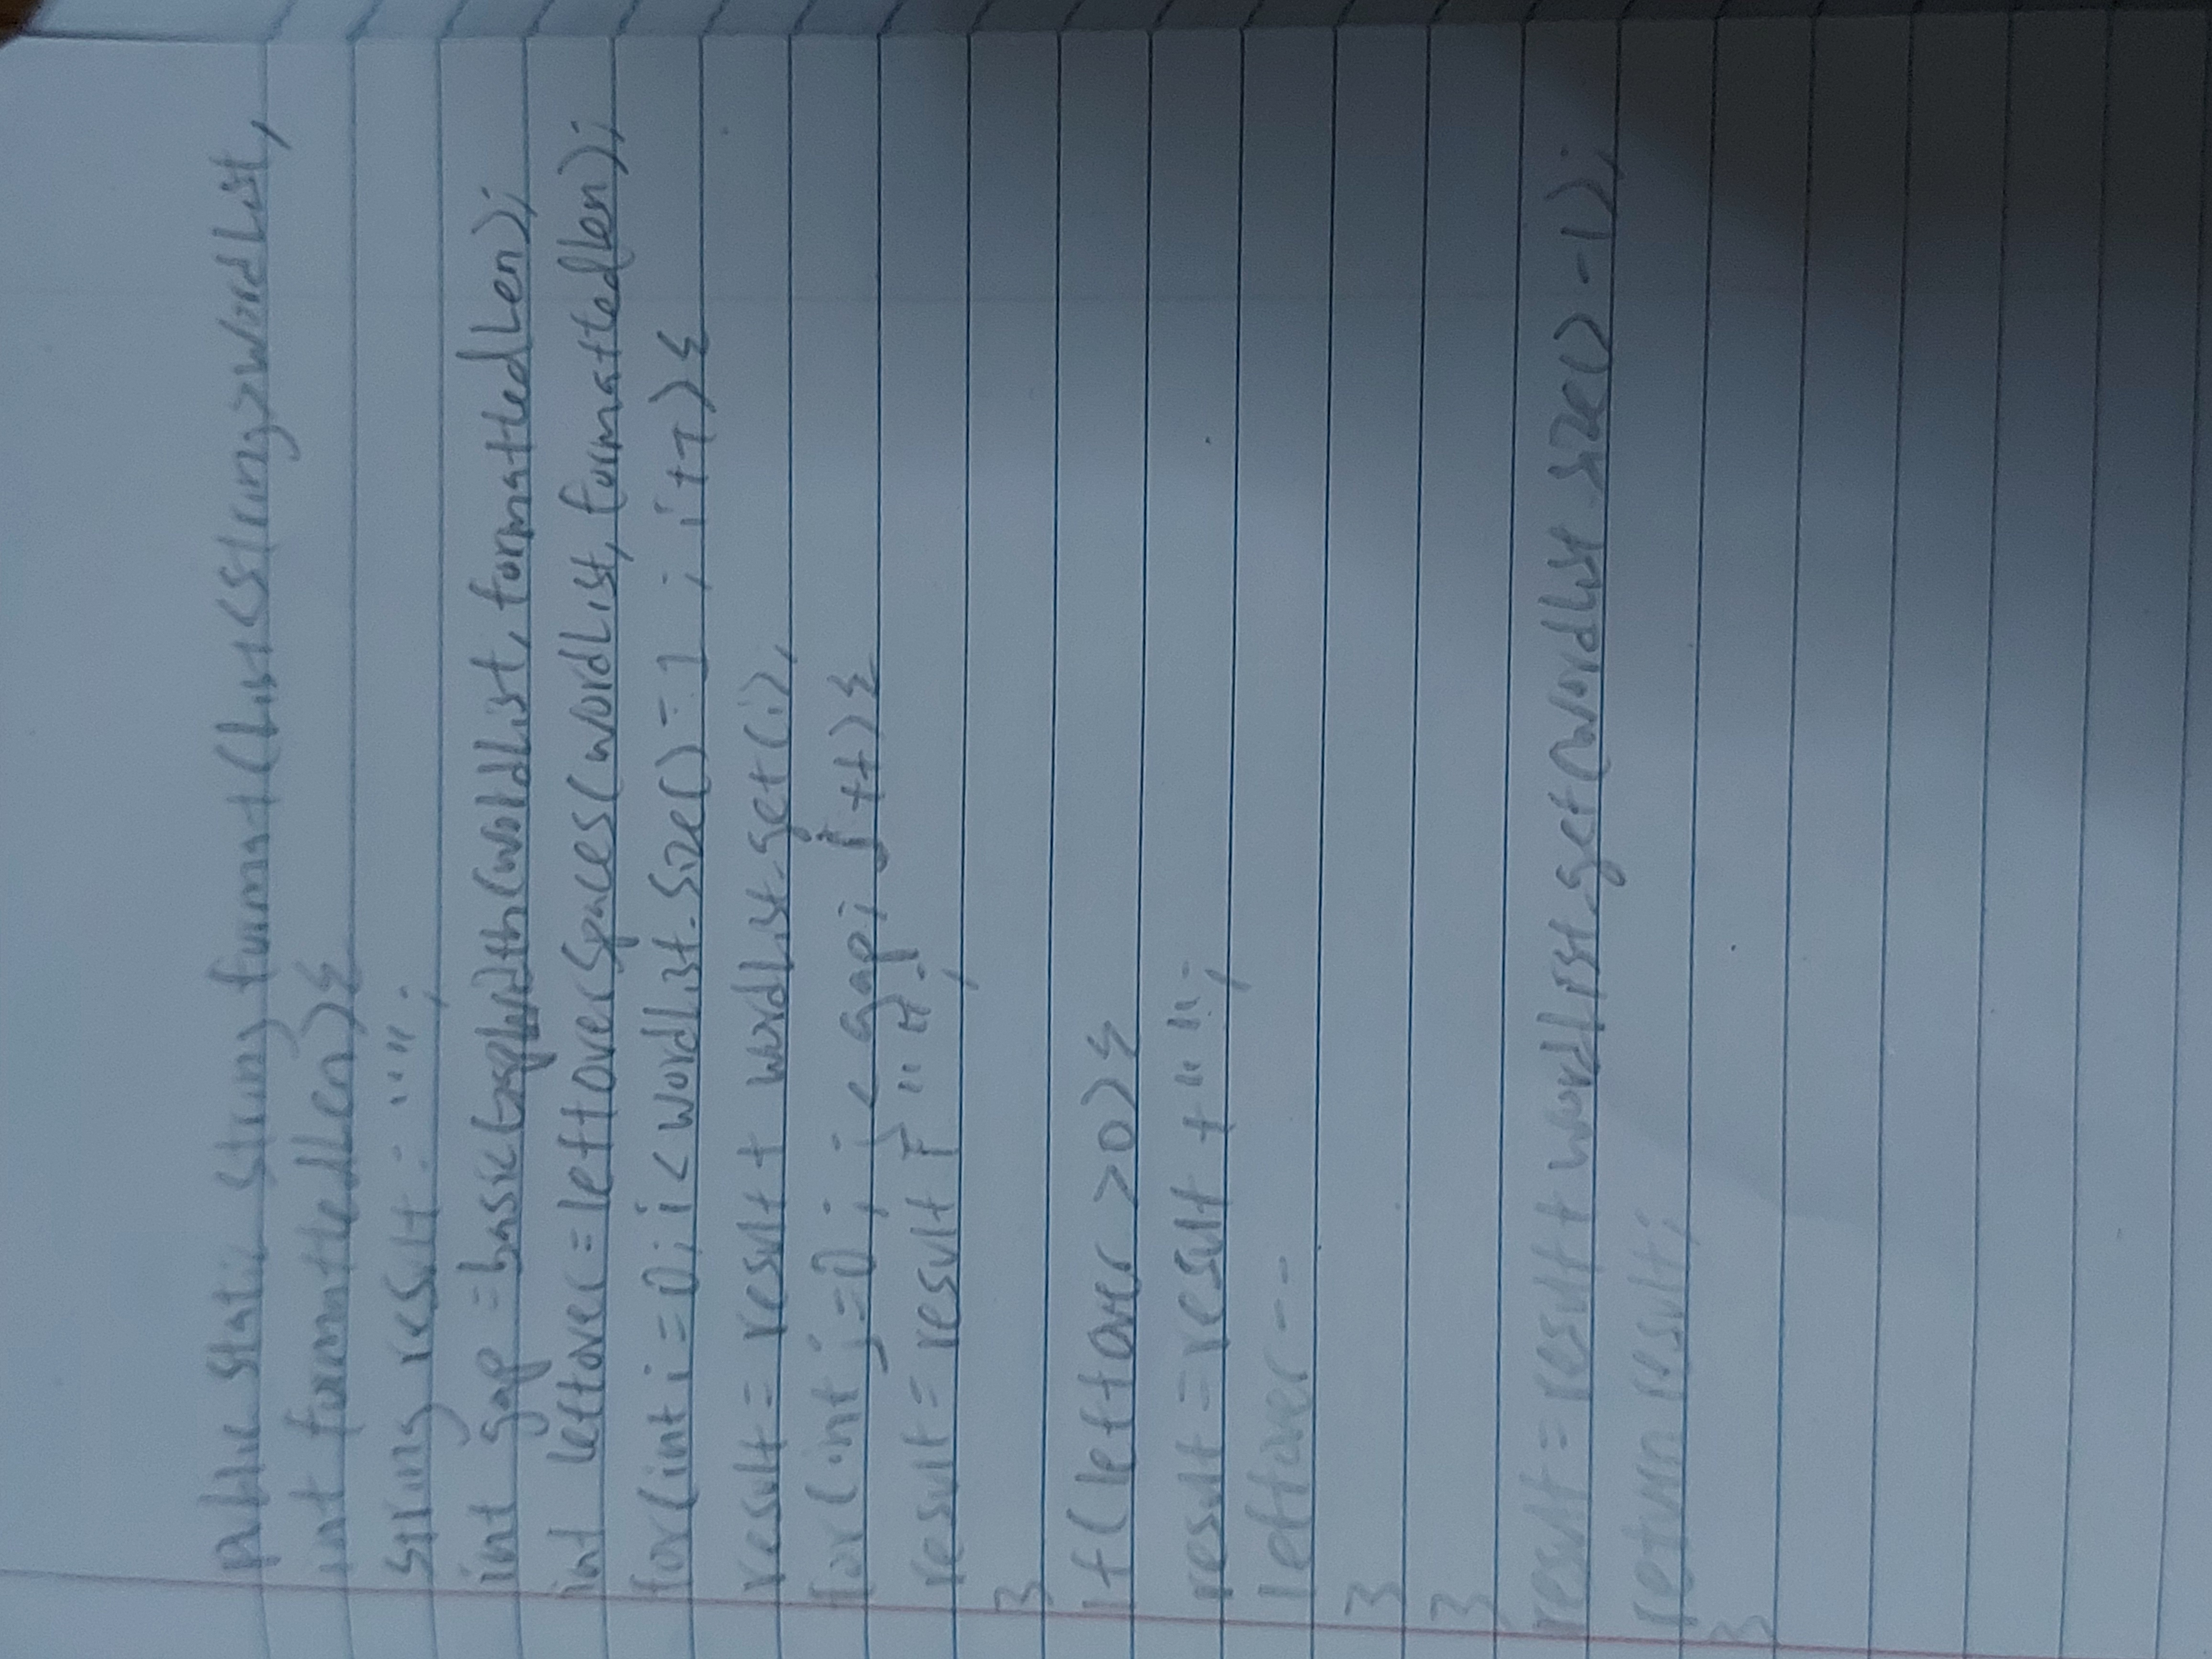 public static String format(List<String>wordList,
int formattedLen){
string result = "";
int gap =basicGapWidth(wordList, formattedLen);
int leftover=leftoverSpaces(wordList, formattedLen);
for(int i=0; i< wordList.size()-1 ; i++){
result = result + wordList.get(i);
for(int j=0 ; j< gap; j++){
result = result + " ";
}
if(leftover >0){
result =result +" ";
leftover--
}
}
result = result + wordList.get(wordList.size()-1);
return result;
}